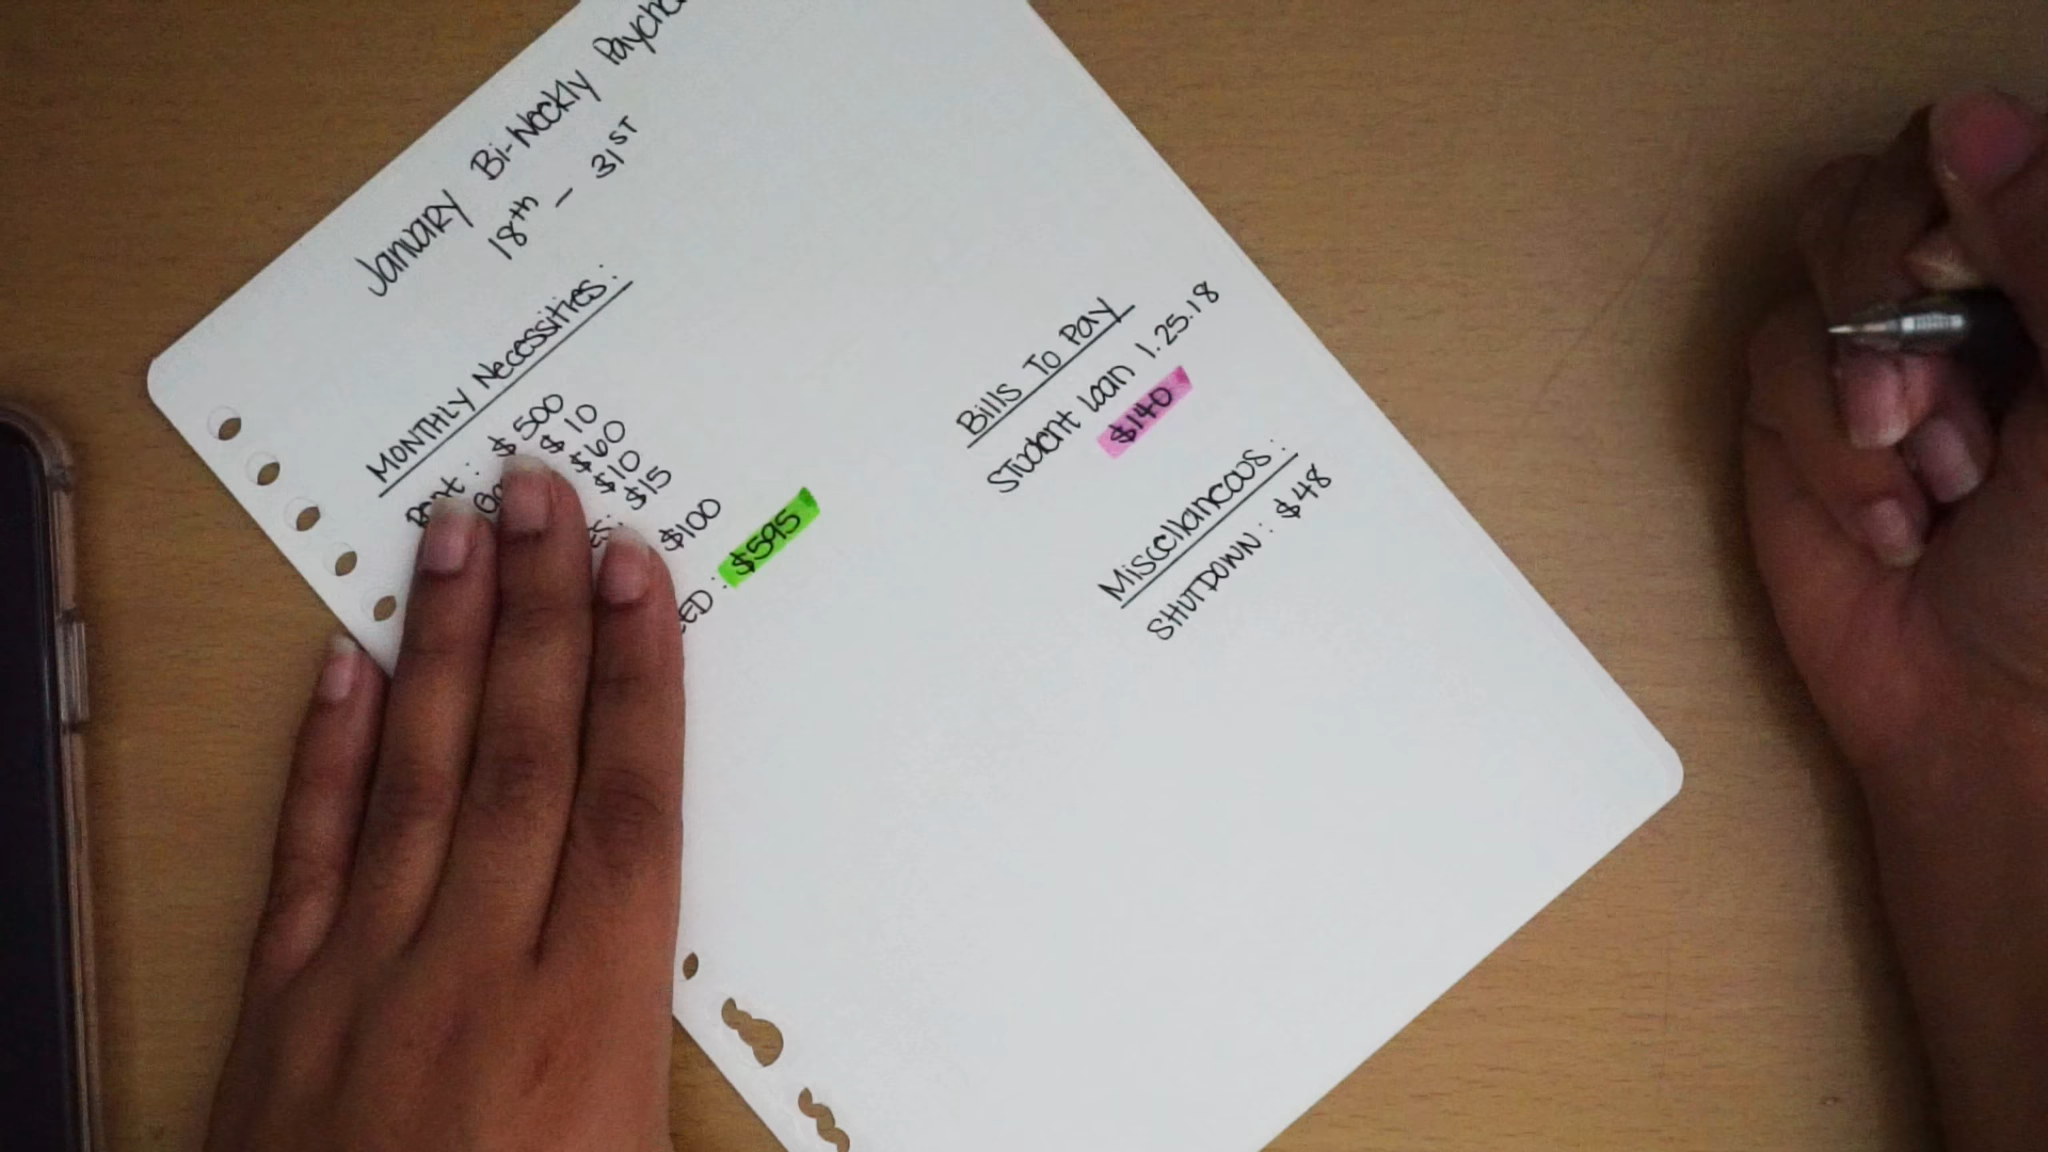 January Bi-Weekly
18th - 31ST
MONTHLY Necessities:
Rent: $500
$10
$60
$10
$15
$100
$595
Bills To Pay
Student Loan 1.25.18
$140
Miscellaneous:
SHUTDOWN: $48